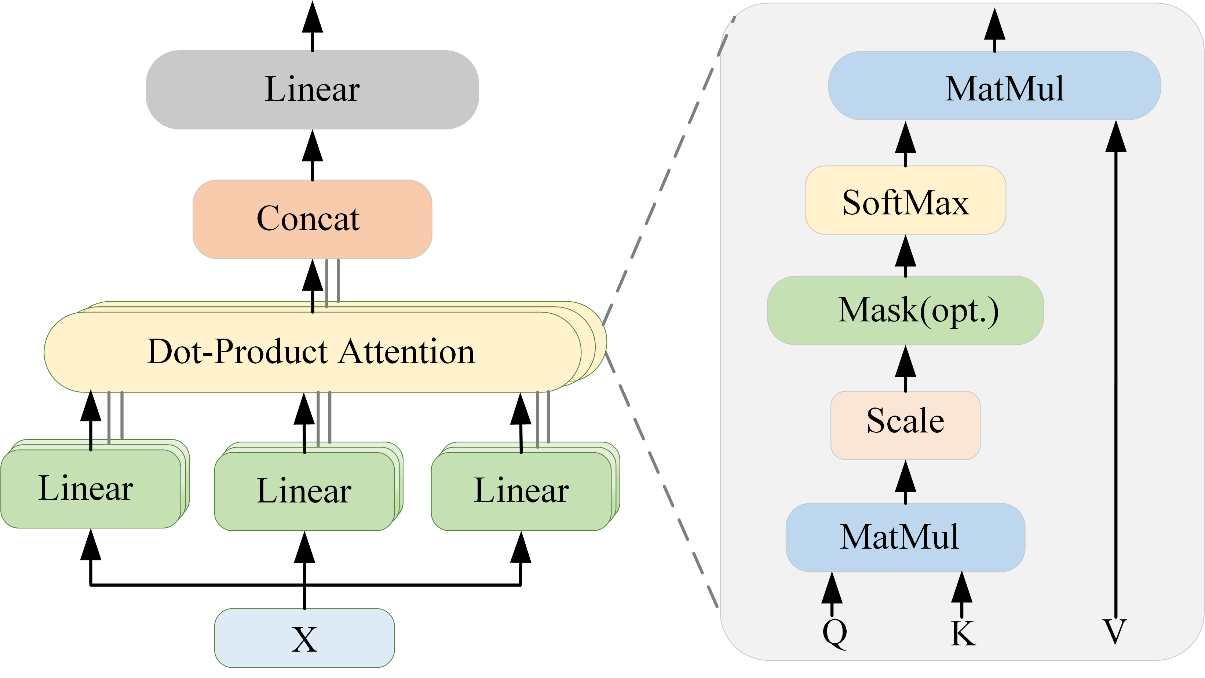 Linear
Concat
Dot-Product Attention
Linear Linear Linear
X
MatMul
SoftMax
Mask(opt.)
Scale
MatMul
Q K V